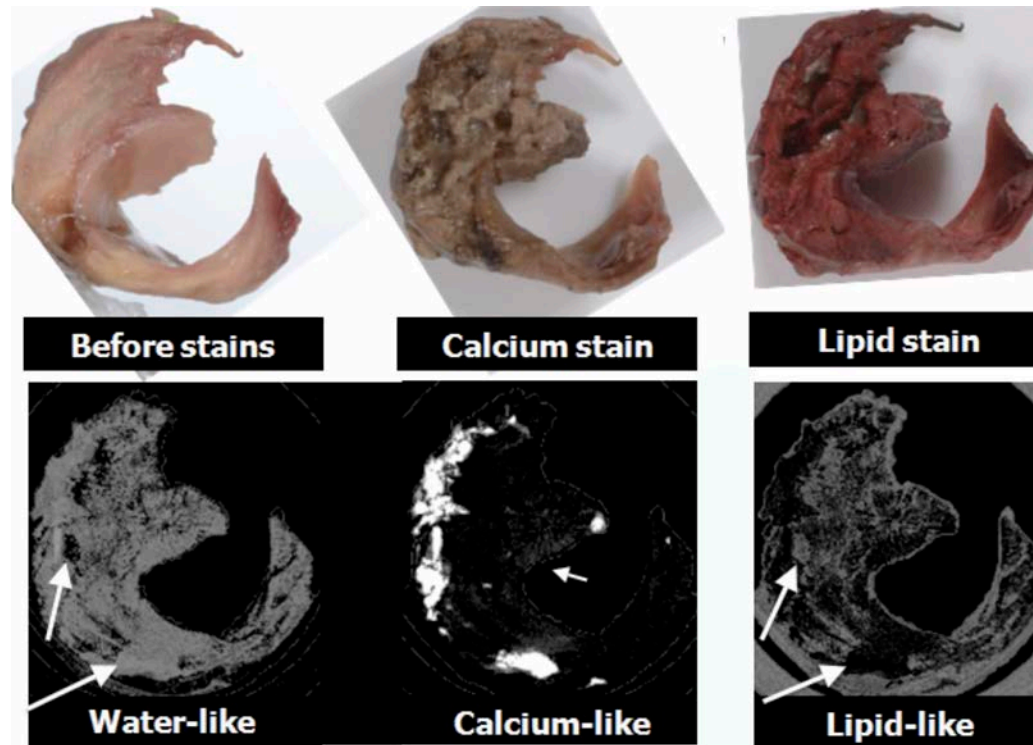 Before stains
Calcium stain
Lipid stain
Water-like
Calcium-like
Lipid-like